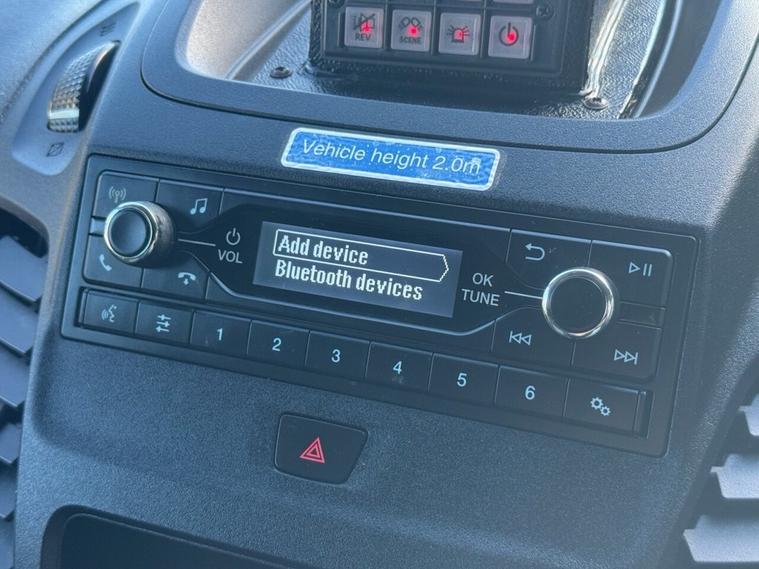 REV
SCENE
Vehicle height 2.0m
VOL
Add device
Bluetooth devices
OK
TUNE
1
2
3
4
5
6